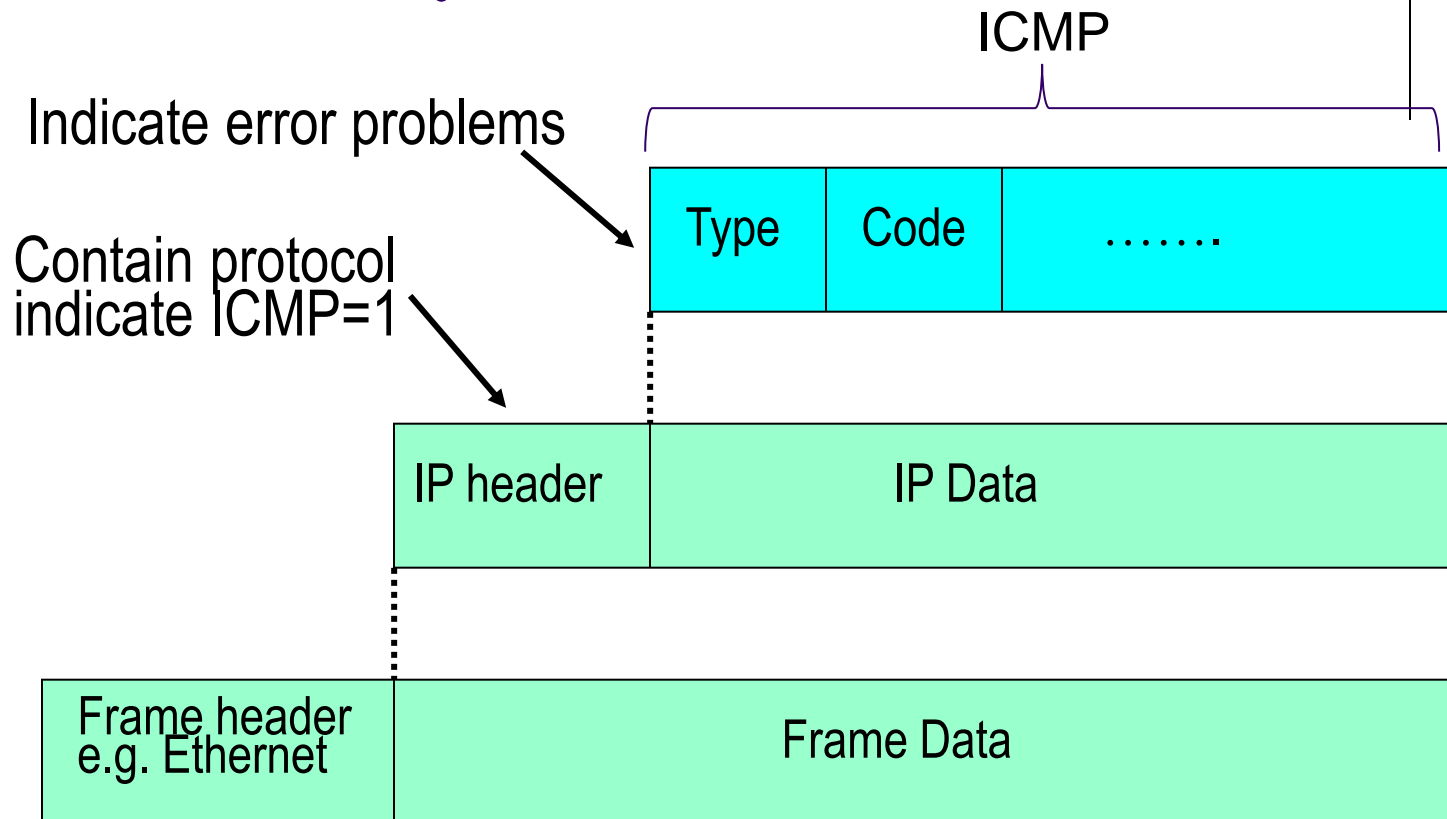 ICMP
Indicate error problems
Type
Code
.......
Contain protocol
indicate ICMP=1
IP header
IP Data
Frame header
e.g. Ethernet
Frame Data